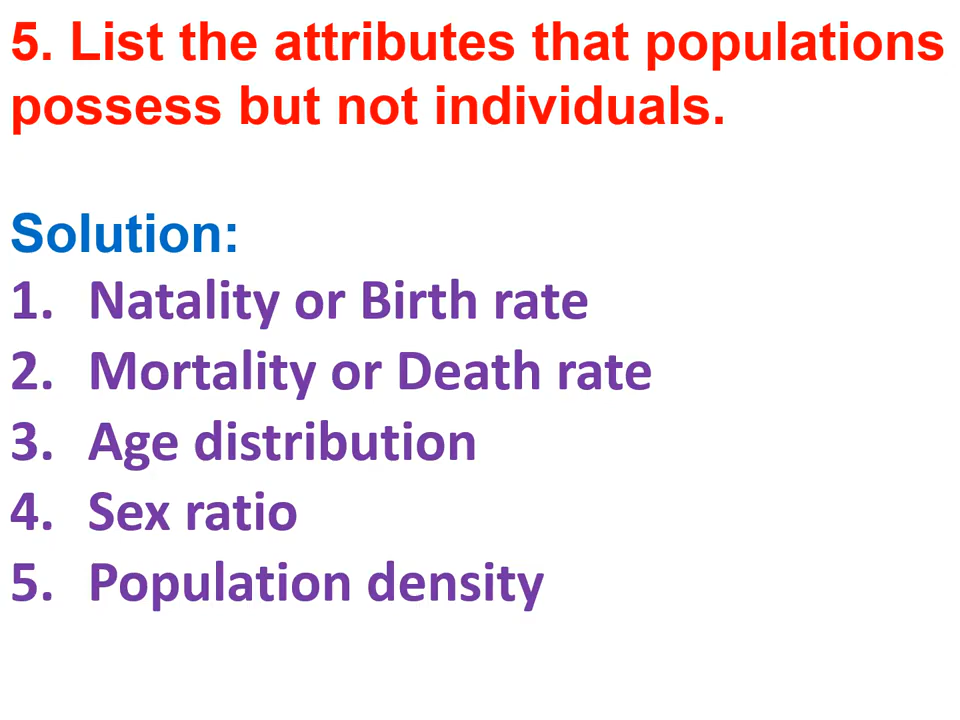 5. List the attributes that populations
possess but not individuals.
Solution:
1. Natality or Birth rate
2. Mortality or Death rate
3. Age distribution
4. Sex ratio
5. Population density